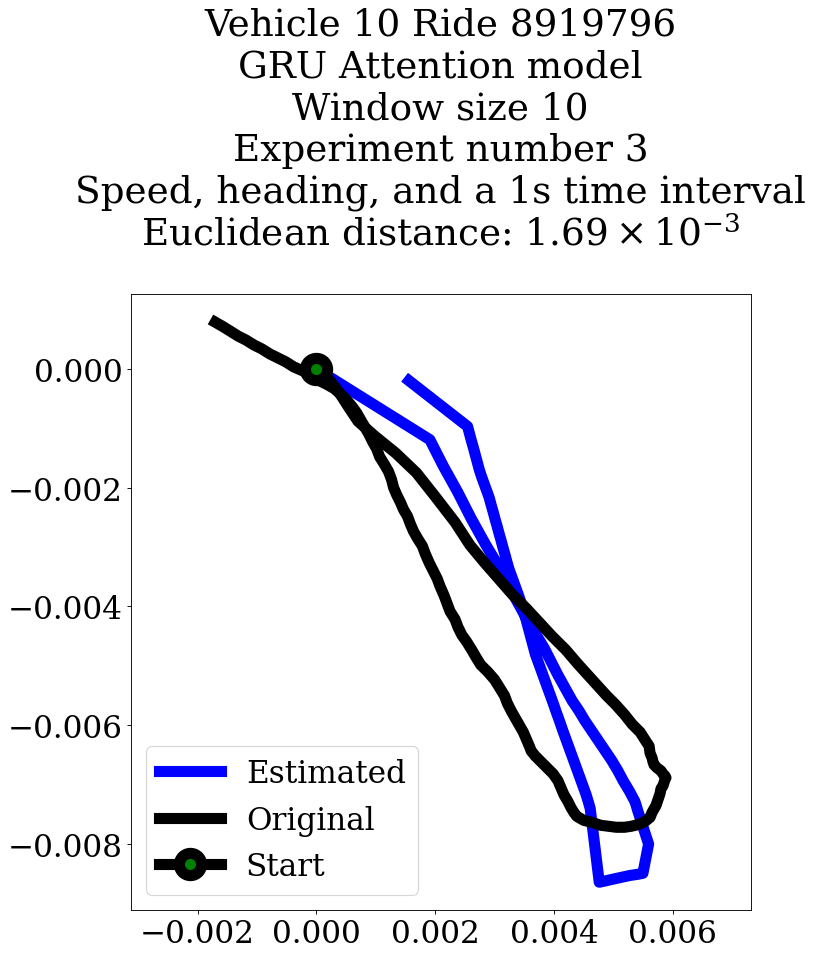 Vehicle 10 Ride 8919796
GRU Attention model
Window size 10
Experiment number 3
Speed, heading, and a 1s time interval
Euclidean distance: 1.69 × 10⁻³
0.000
−0.002
−0.004
−0.006
−0.008
Estimated
Original
Start
−0.002 0.000 0.002 0.004 0.006